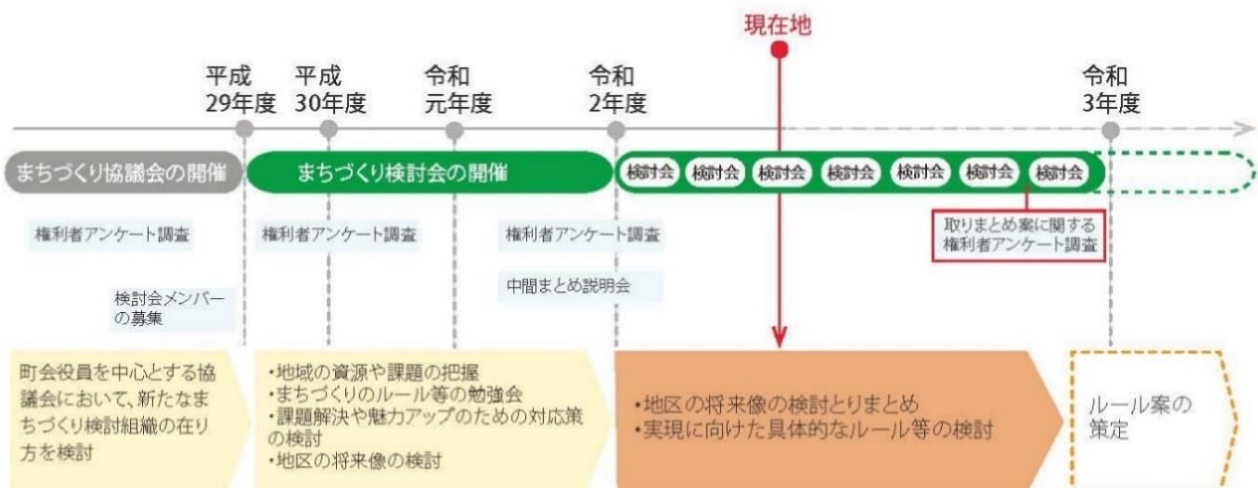 現在地
平成
29年度
平成
30年度
令和
元年度
令和
2年度
令和
3年度
まちづくり協議会の開催
まちづくり検討会の開催
検討会
検討会
検討会
検討会
検討会
検討会
検討会
権利者アンケート調査
権利者アンケート調査
権利者アンケート調査
取りまとめ案に関する
権利者アンケート調査
中間まとめ説明会
検討会メンバー
の募集
町会役員を中心とする協
議会において、新たなま
ちづくり検討組織の在り
方を検討
・地域の資源や課題の把握
・まちづくりのルール等の勉強会
・課題解決や魅力アップのための対応策
の検討
・地区の将来像の検討
・地区の将来像の検討とりまとめ
・実現に向けた具体的なルール等の検討
ルール案の
策定